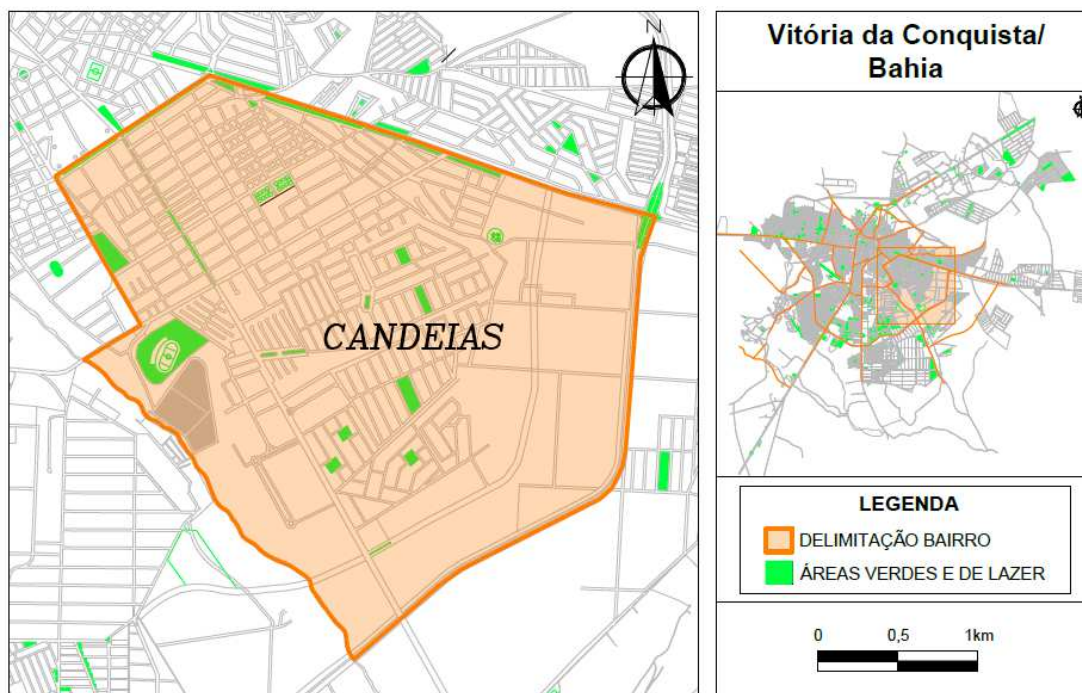 N
CANDEIAS
Vitória da Conquista/
Bahia
LEGENDA
DELIMITAÇÃO BAIRRO
ÁREAS VERDES E DE LAZER
0 0,5 1km